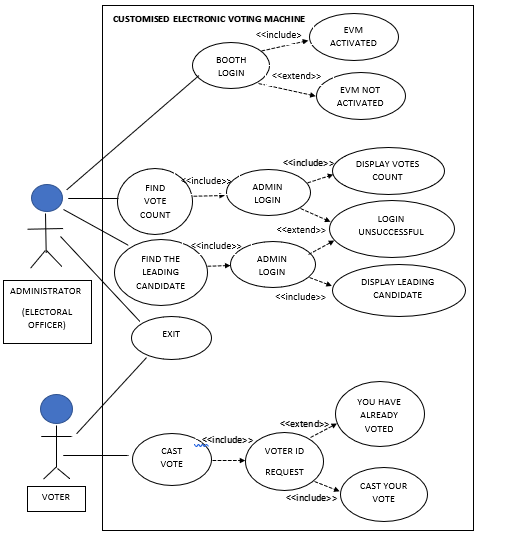 CUSTOMISED ELECTRONIC VOTING MACHINE
<<include>
EVM
ACTIVATED
BOOTH
LOGIN
<<extend>>
EVM NOT
ACTIVATED
<<include>>
DISPLAY VOTES
COUNT
<<include>>
FIND
VOTE
COUNT
ADMIN
LOGIN
<<extend>>
LOGIN
UNSUCCESSFUL
<<include>>
FIND THE
LEADING
CANDIDATE
ADMIN
LOGIN
<<include>>
DISPLAY LEADING
CANDIDATE
ADMINISTRATOR
(ELECTORAL
OFFICER)
EXIT
YOU HAVE
ALREADY
VOTED
<<extend>>
<<include>>
CAST
VOTE
VOTER ID
REQUEST
<<include>>
CAST YOUR
VOTE
VOTER